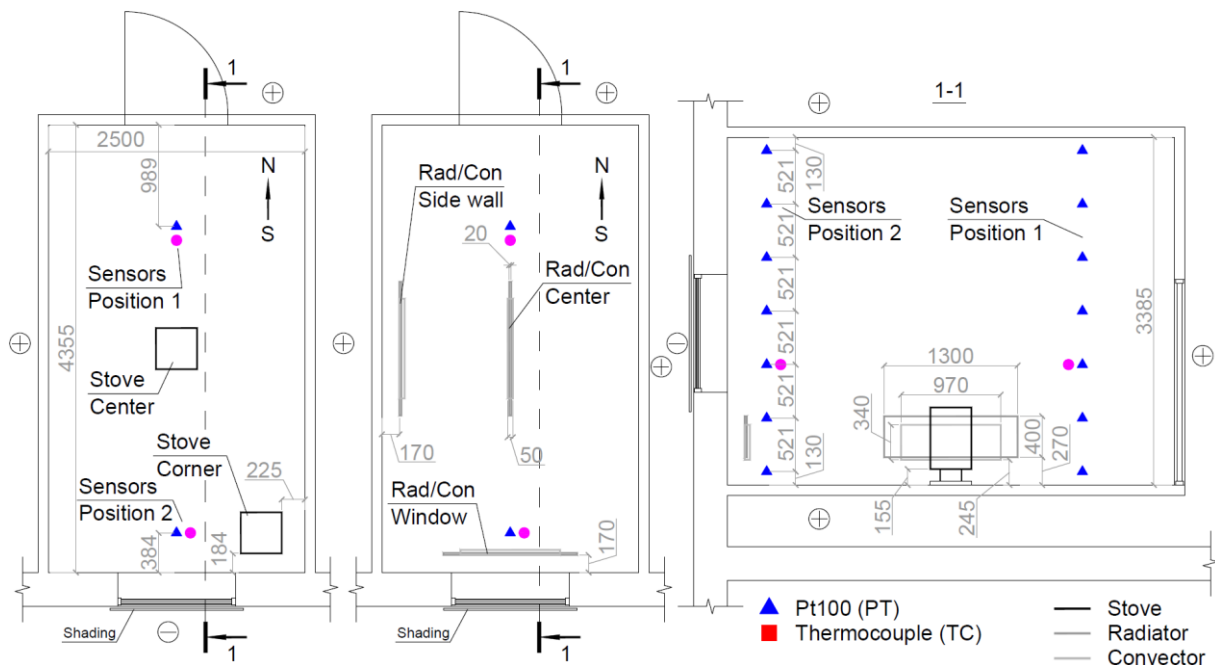 1
2500
989
N
S
Sensors
Position 1
4355
Stove
Center
Stove
Corner
225
Sensors
Position 2
384
184
Shading
1
1
Rad/Con
Side wall
N
S
20
Rad/Con
Center
170
50
Rad/Con
Window
170
Shading
1
1-1
521
130
521
521
521
521
521
130
Sensors
Position 2
Sensors
Position 1
3385
1300
970
340
400
270
155
245
Pt100 (PT)
Thermocouple (TC)
Stove
Radiator
Convector